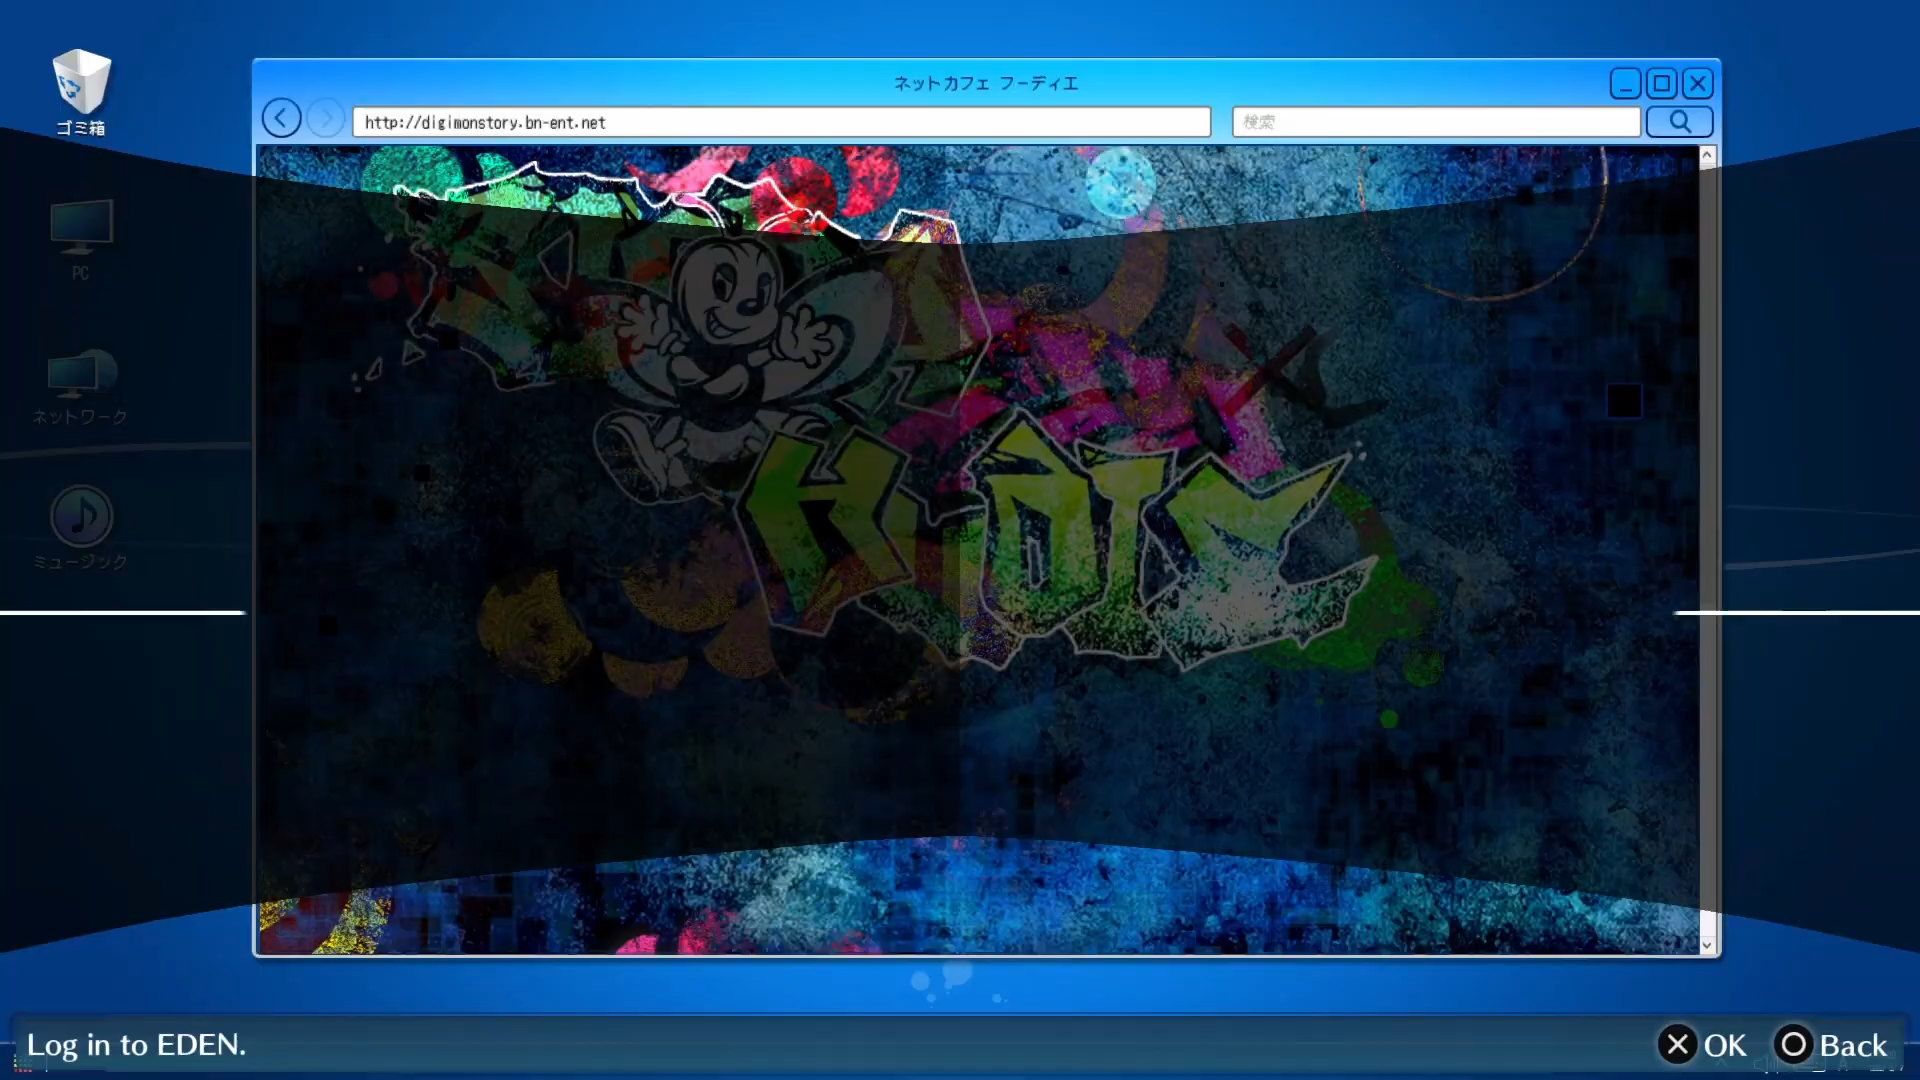 ネットカフェ フーディエ
http://digimonstory.bn-ent.net
検索
ゴミ箱
PC
ネットワーク
ミュージック
Log in to EDEN.
OK
Back